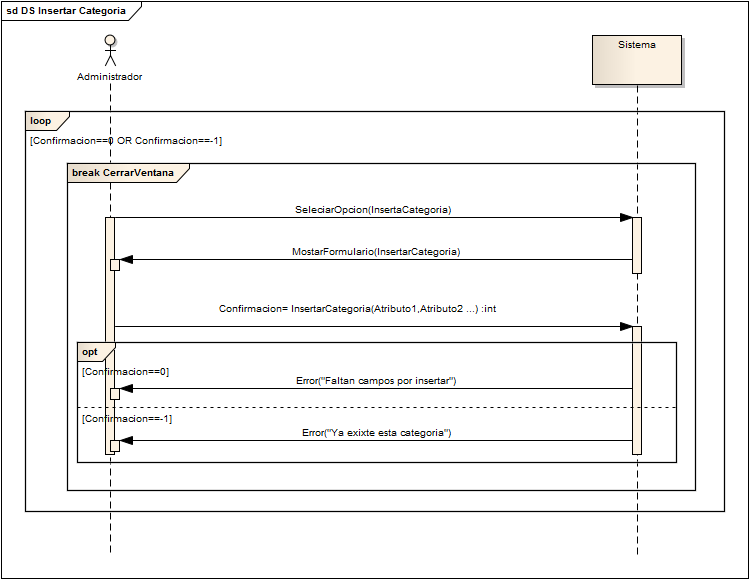 sd DS Insertar Categoria
Sistema
Administrador
loop
[Confirmacion==0 OR Confirmacion==-1]
break CerrarVentana
SeleciarOpcion(InsertaCategoria)
MostarFormulario(InsertarCategoria)
Confirmacion= InsertarCategoria(Atributo1,Atributo2 ...) :int
opt
[Confirmacion==0]
Error("Faltan campos por insertar")
[Confirmacion==-1]
Error("Ya exixte esta categoria")